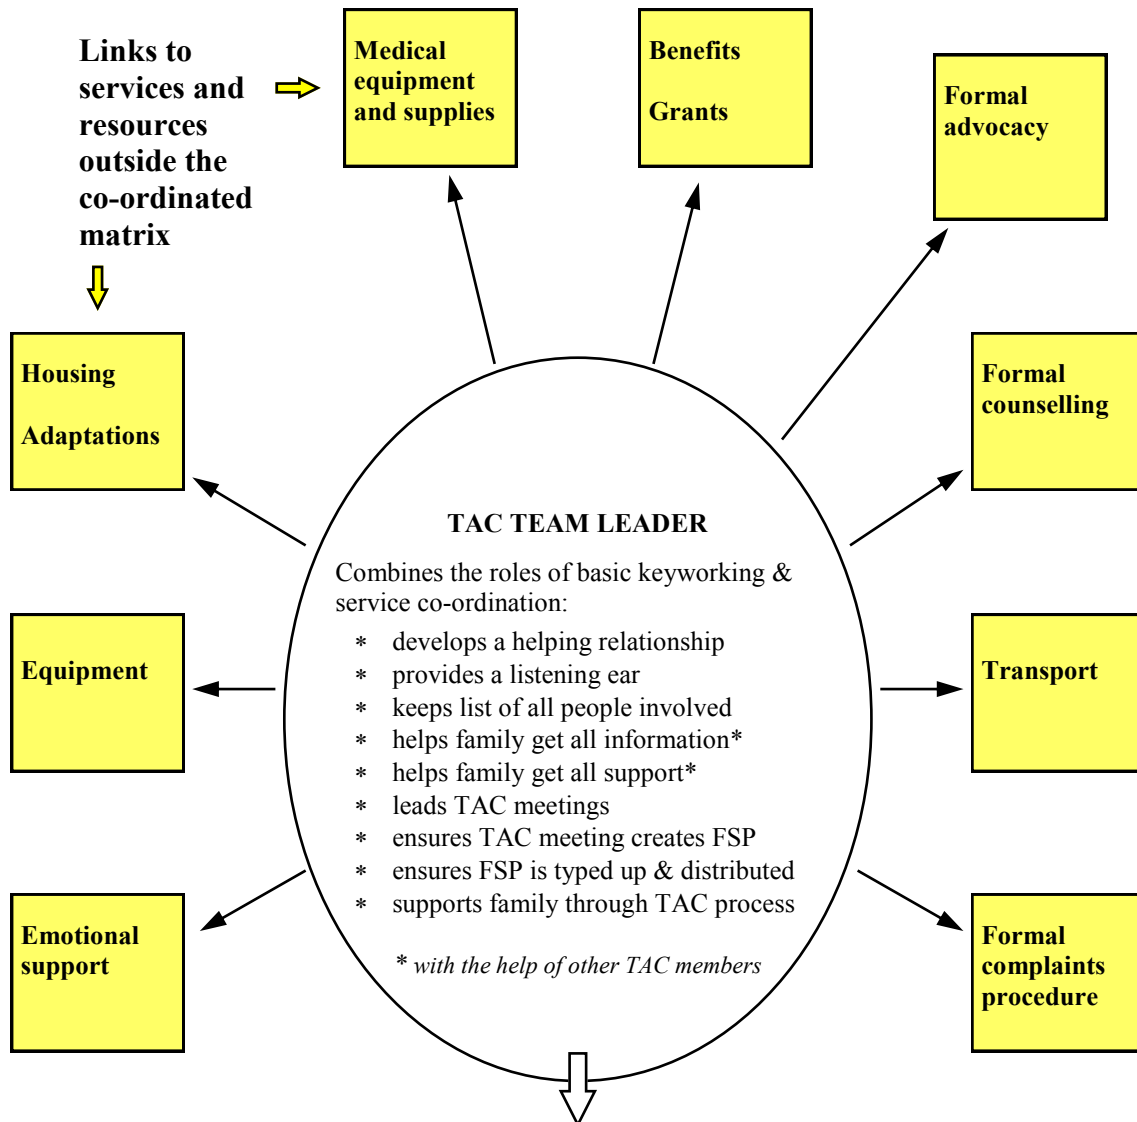 Links to
services and
resources
outside the
co-ordinated
matrix
Medical
equipment
and supplies
Benefits
Grants
Formal
advocacy
Housing
Adaptations
Formal
counselling
Equipment
Transport
Emotional
support
Formal
complaints
procedure
TAC TEAM LEADER
Combines the roles of basic keyworking &
service co-ordination:
* develops a helping relationship
* provides a listening ear
* keeps list of all people involved
* helps family get all information*
* helps family get all support*
* leads TAC meetings
* ensures TAC meeting creates FSP
* ensures FSP is typed up & distributed
* supports family through TAC process
* with the help of other TAC members